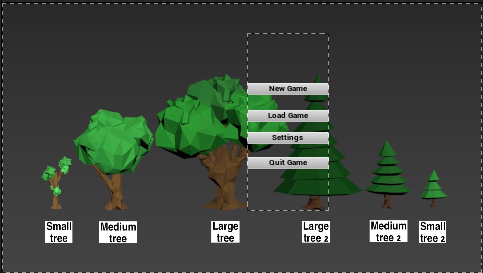 New Game
Load Game
Settings
Quit Game
Small
tree
Medium
tree
Large
tree
Large
tree 2
Medium
tree 2
Small
tree 2